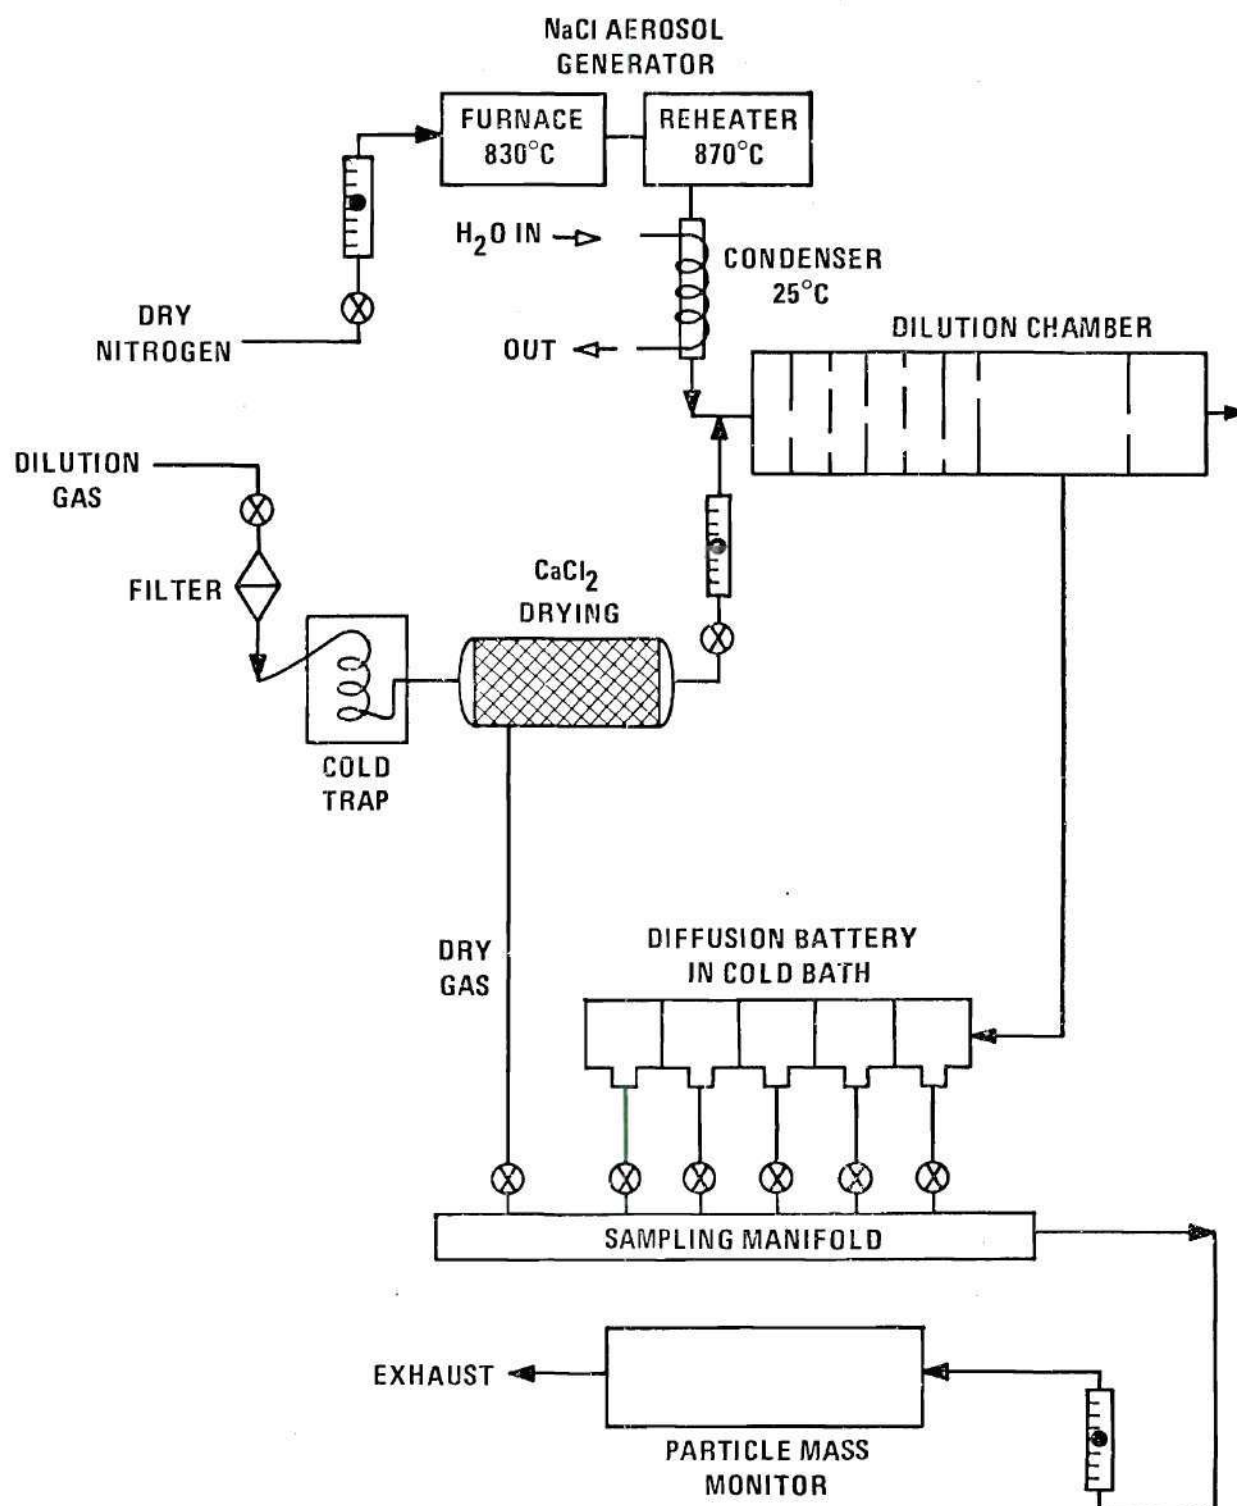 NaCl AEROSOL
GENERATOR
FURNACE
830°C
REHEATER
870°C
H₂O IN
CONDENSER
25°C
OUT
DRY
NITROGEN
DILUTION CHAMBER
DILUTION
GAS
FILTER
CaCl₂
DRYING
COLD
TRAP
DRY
GAS
DIFFUSION BATTERY
IN COLD BATH
SAMPLING MANIFOLD
EXHAUST
PARTICLE MASS
MONITOR